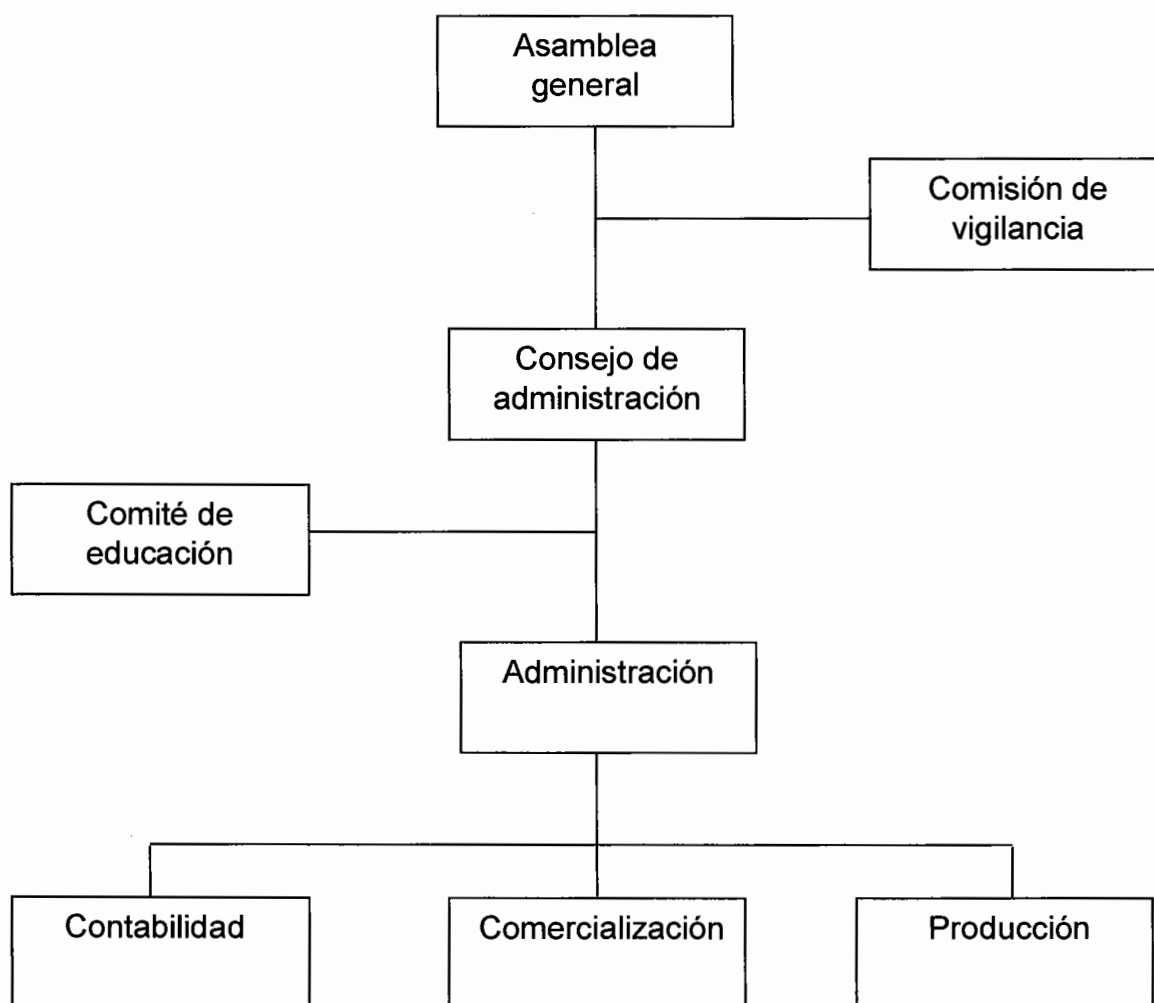 Asamblea
general
Comisión de
vigilancia
Consejo de
administración
Comité de
educación
Administración
Contabilidad
Comercialización
Producción